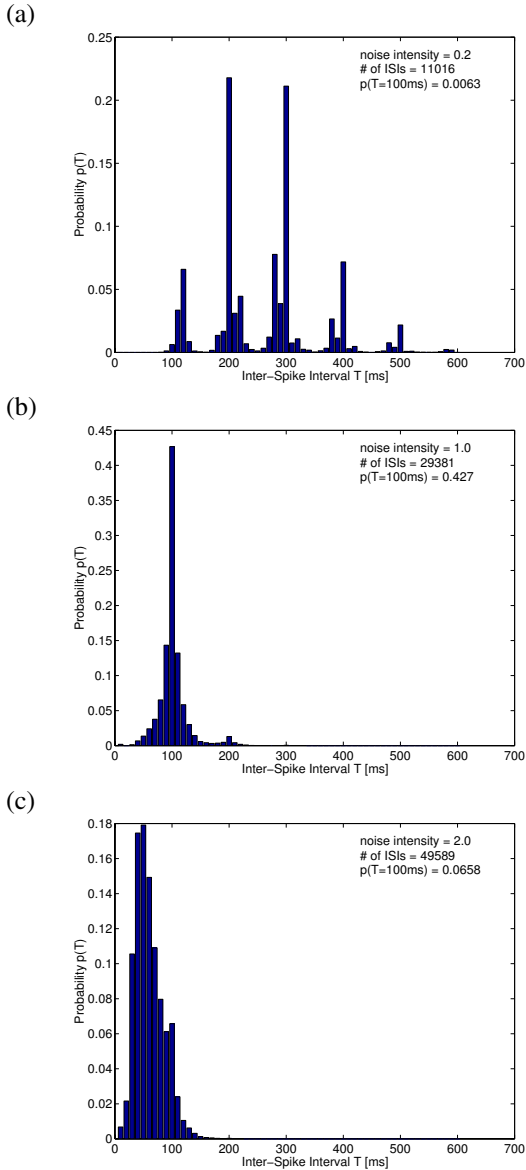 (a)
0.25
0.2
0.15
0.1
0.05
0
Probability p(T)
noise intensity = 0.2
# of ISIs = 11016
p(T=100ms) = 0.0063
0 100 200 300 400 500 600 700
Inter-Spike Interval T [ms]
(b)
0.45
0.4
0.35
0.3
0.25
0.2
0.15
0.1
0.05
0
Probability p(T)
noise intensity = 1.0
# of ISIs = 29381
p(T=100ms) = 0.427
0 100 200 300 400 500 600 700
Inter-Spike Interval T [ms]
(c)
0.18
0.16
0.14
0.12
0.1
0.08
0.06
0.04
0.02
0
Probability p(T)
noise intensity = 2.0
# of ISIs = 49589
p(T=100ms) = 0.0658
0 100 200 300 400 500 600 700
Inter-Spike Interval T [ms]